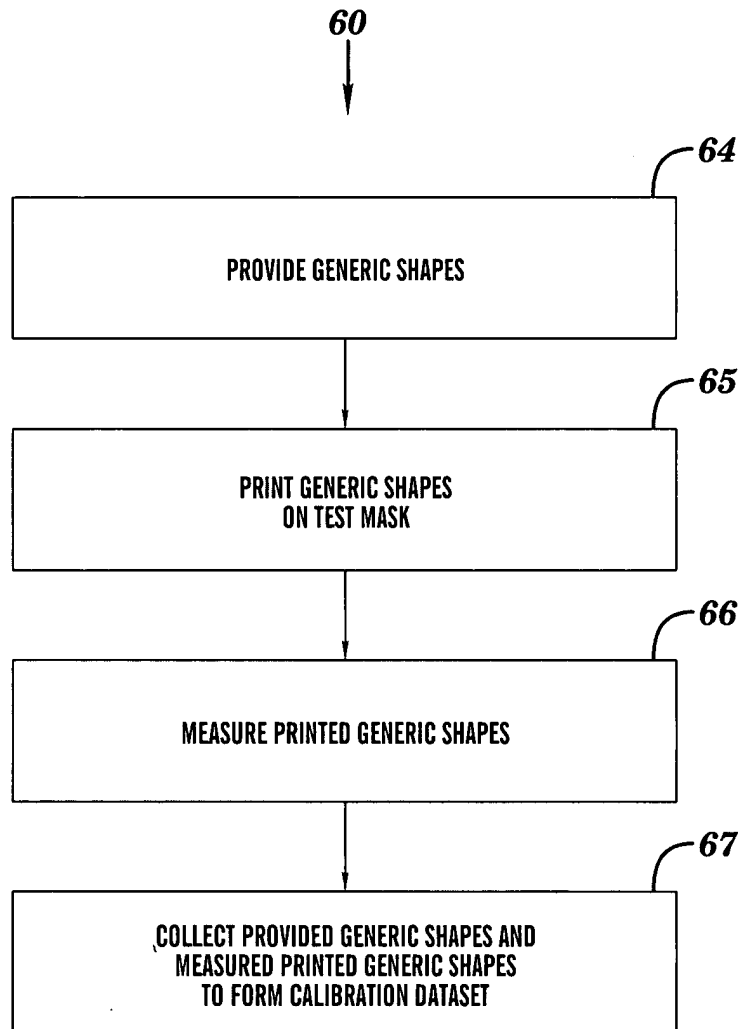 60
64
PROVIDE GENERIC SHAPES
65
PRINT GENERIC SHAPES
ON TEST MASK
66
MEASURE PRINTED GENERIC SHAPES
67
COLLECT PROVIDED GENERIC SHAPES AND
MEASURED PRINTED GENERIC SHAPES
TO FORM CALIBRATION DATASET